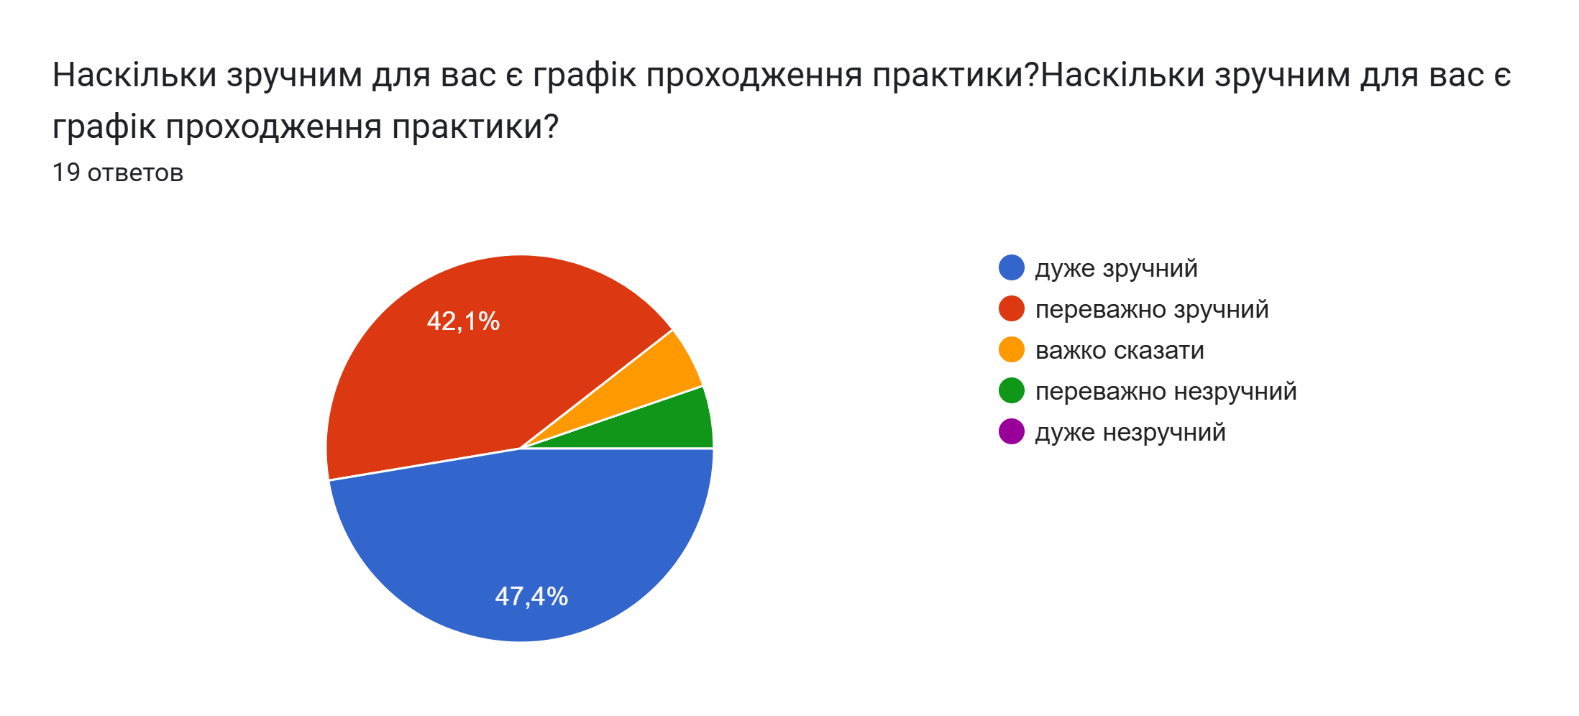 Наскільки зручним для вас є графік проходження практики?Наскільки зручним для вас є
графік проходження практики?
19 ответов
42,1%
47,4%
дуже зручний
переважно зручний
важко сказати
переважно незручний
дуже незручний